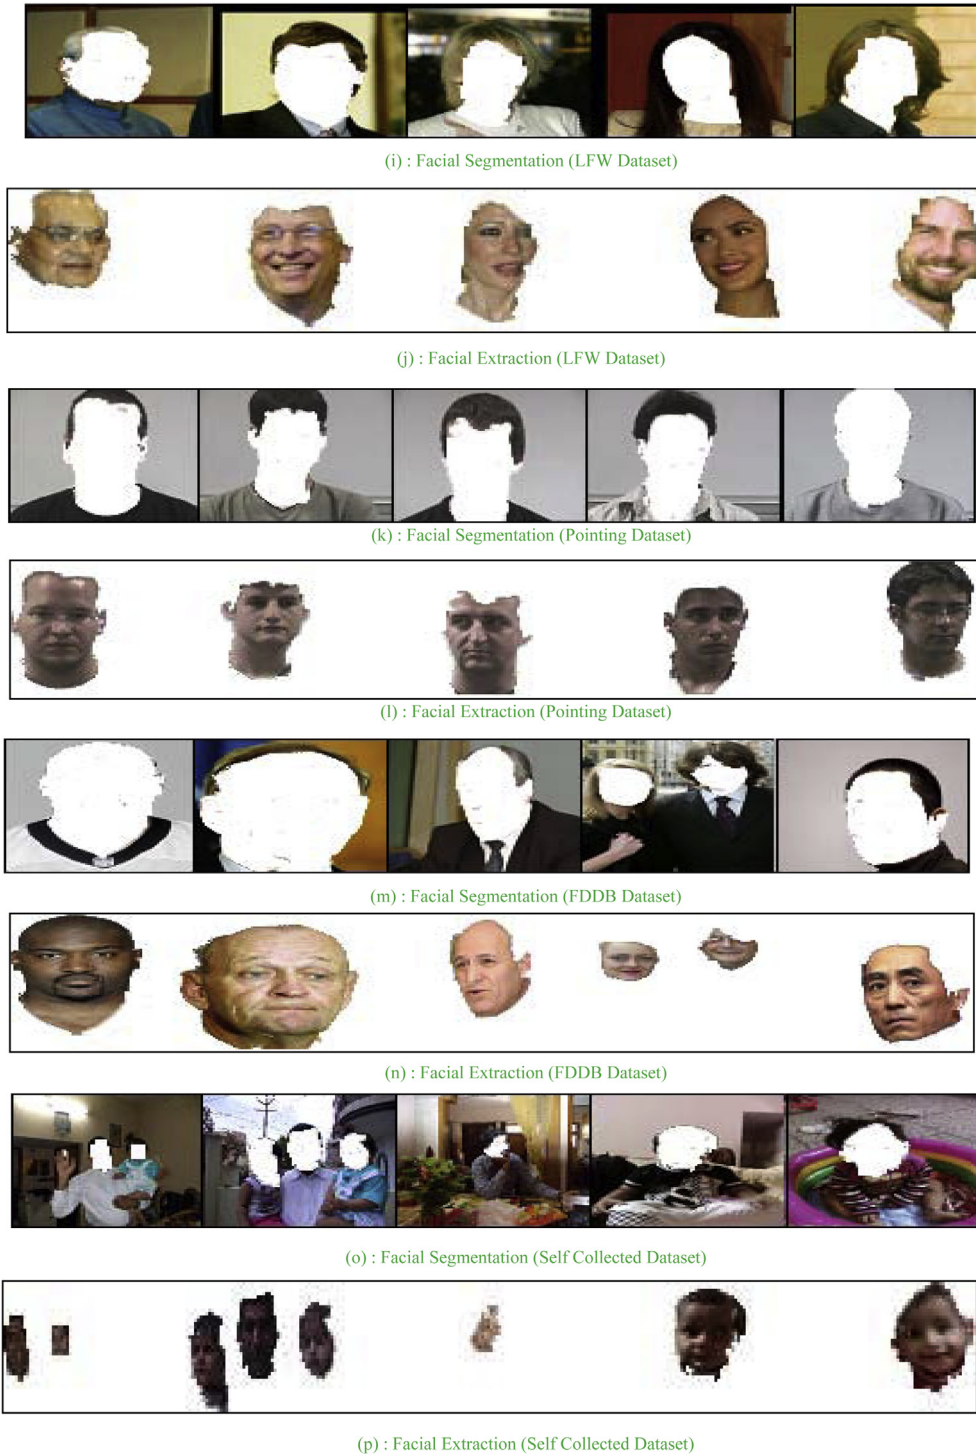 (i) : Facial Segmentation (LFW Dataset)
(j) : Facial Extraction (LFW Dataset)
(k) : Facial Segmentation (Pointing Dataset)
(l) : Facial Extraction (Pointing Dataset)
(m) : Facial Segmentation (FDDB Dataset)
(n) : Facial Extraction (FDDB Dataset)
(o) : Facial Segmentation (Self Collected Dataset)
(p) : Facial Extraction (Self Collected Dataset)